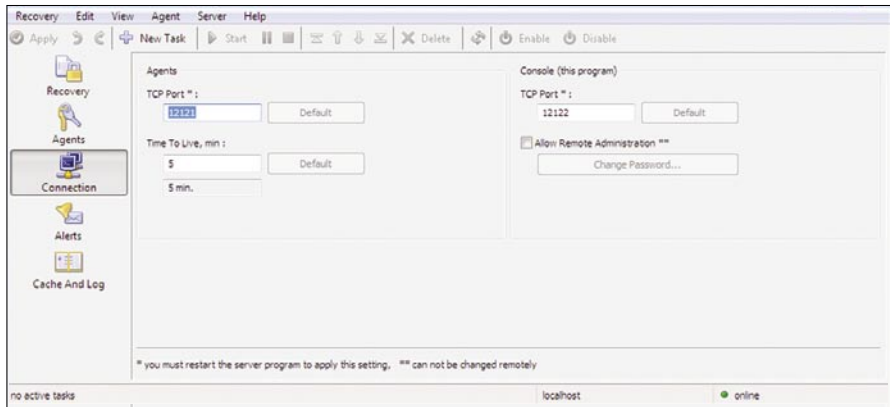 Recovery Edit View Agent Server Help
Apply New Task Start Delete Enable Disable
Recovery
Agents
Connection
Alerts
Cache And Log
Agents
TCP Port * :
12121 Default
Time To Live, min :
5 Default
5 min.
Console (this program)
TCP Port * :
12122 Default
Allow Remote Administration **
Change Password...
* you must restart the server program to apply this setting, ** can not be changed remotely
no active tasks localhost online